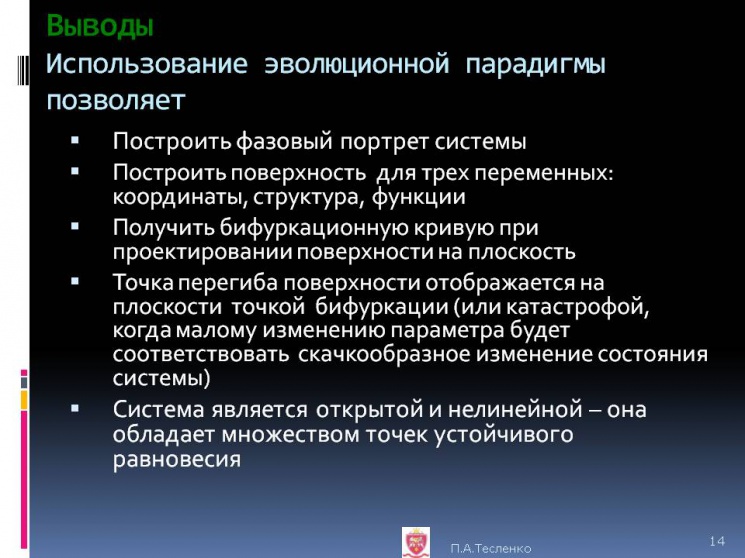 Выводы
Использование эволюционной парадигмы
позволяет
Построить фазовый портрет системы
Построить поверхность для трех переменных:
координаты, структура, функции
Получить бифуркационную кривую при
проектировании поверхности на плоскость
Точка перегиба поверхности отображается на
плоскости точкой бифуркации (или катастрофой,
когда малому изменению параметра будет
соответствовать скачкообразное изменение состояния
системы)
Система является открытой и нелинейной – она
обладает множеством точек устойчивого
равновесия
П.А.Тесленко
14